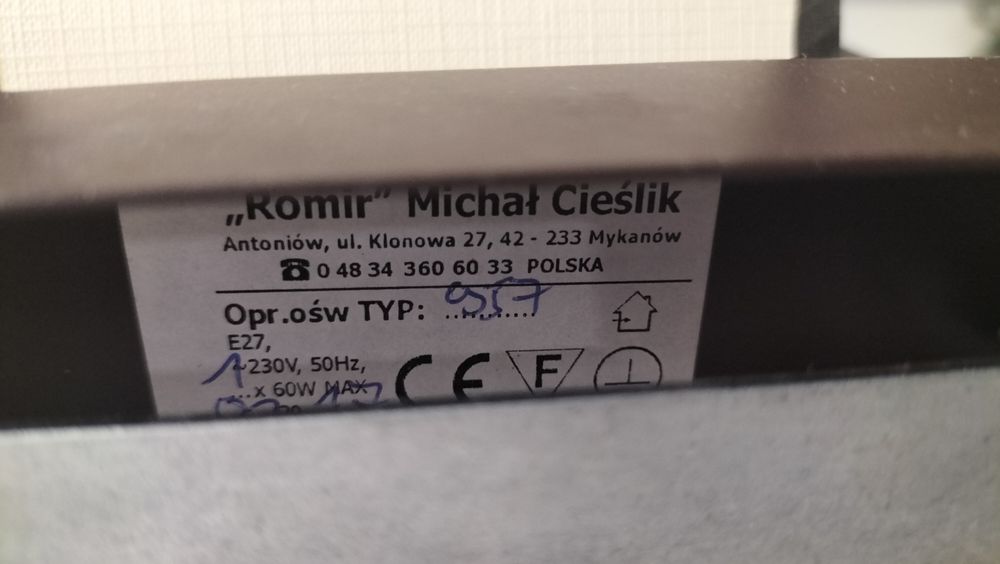 „Romir” Michał Cieślik
Antoniów, ul. Klonowa 27, 42 - 233 Mykanów
☎ 0 48 34 360 60 33 POLSKA
Opr.ośw TYP: 957
E27,
~230V, 50Hz,
1 x 60W MAX
CE F